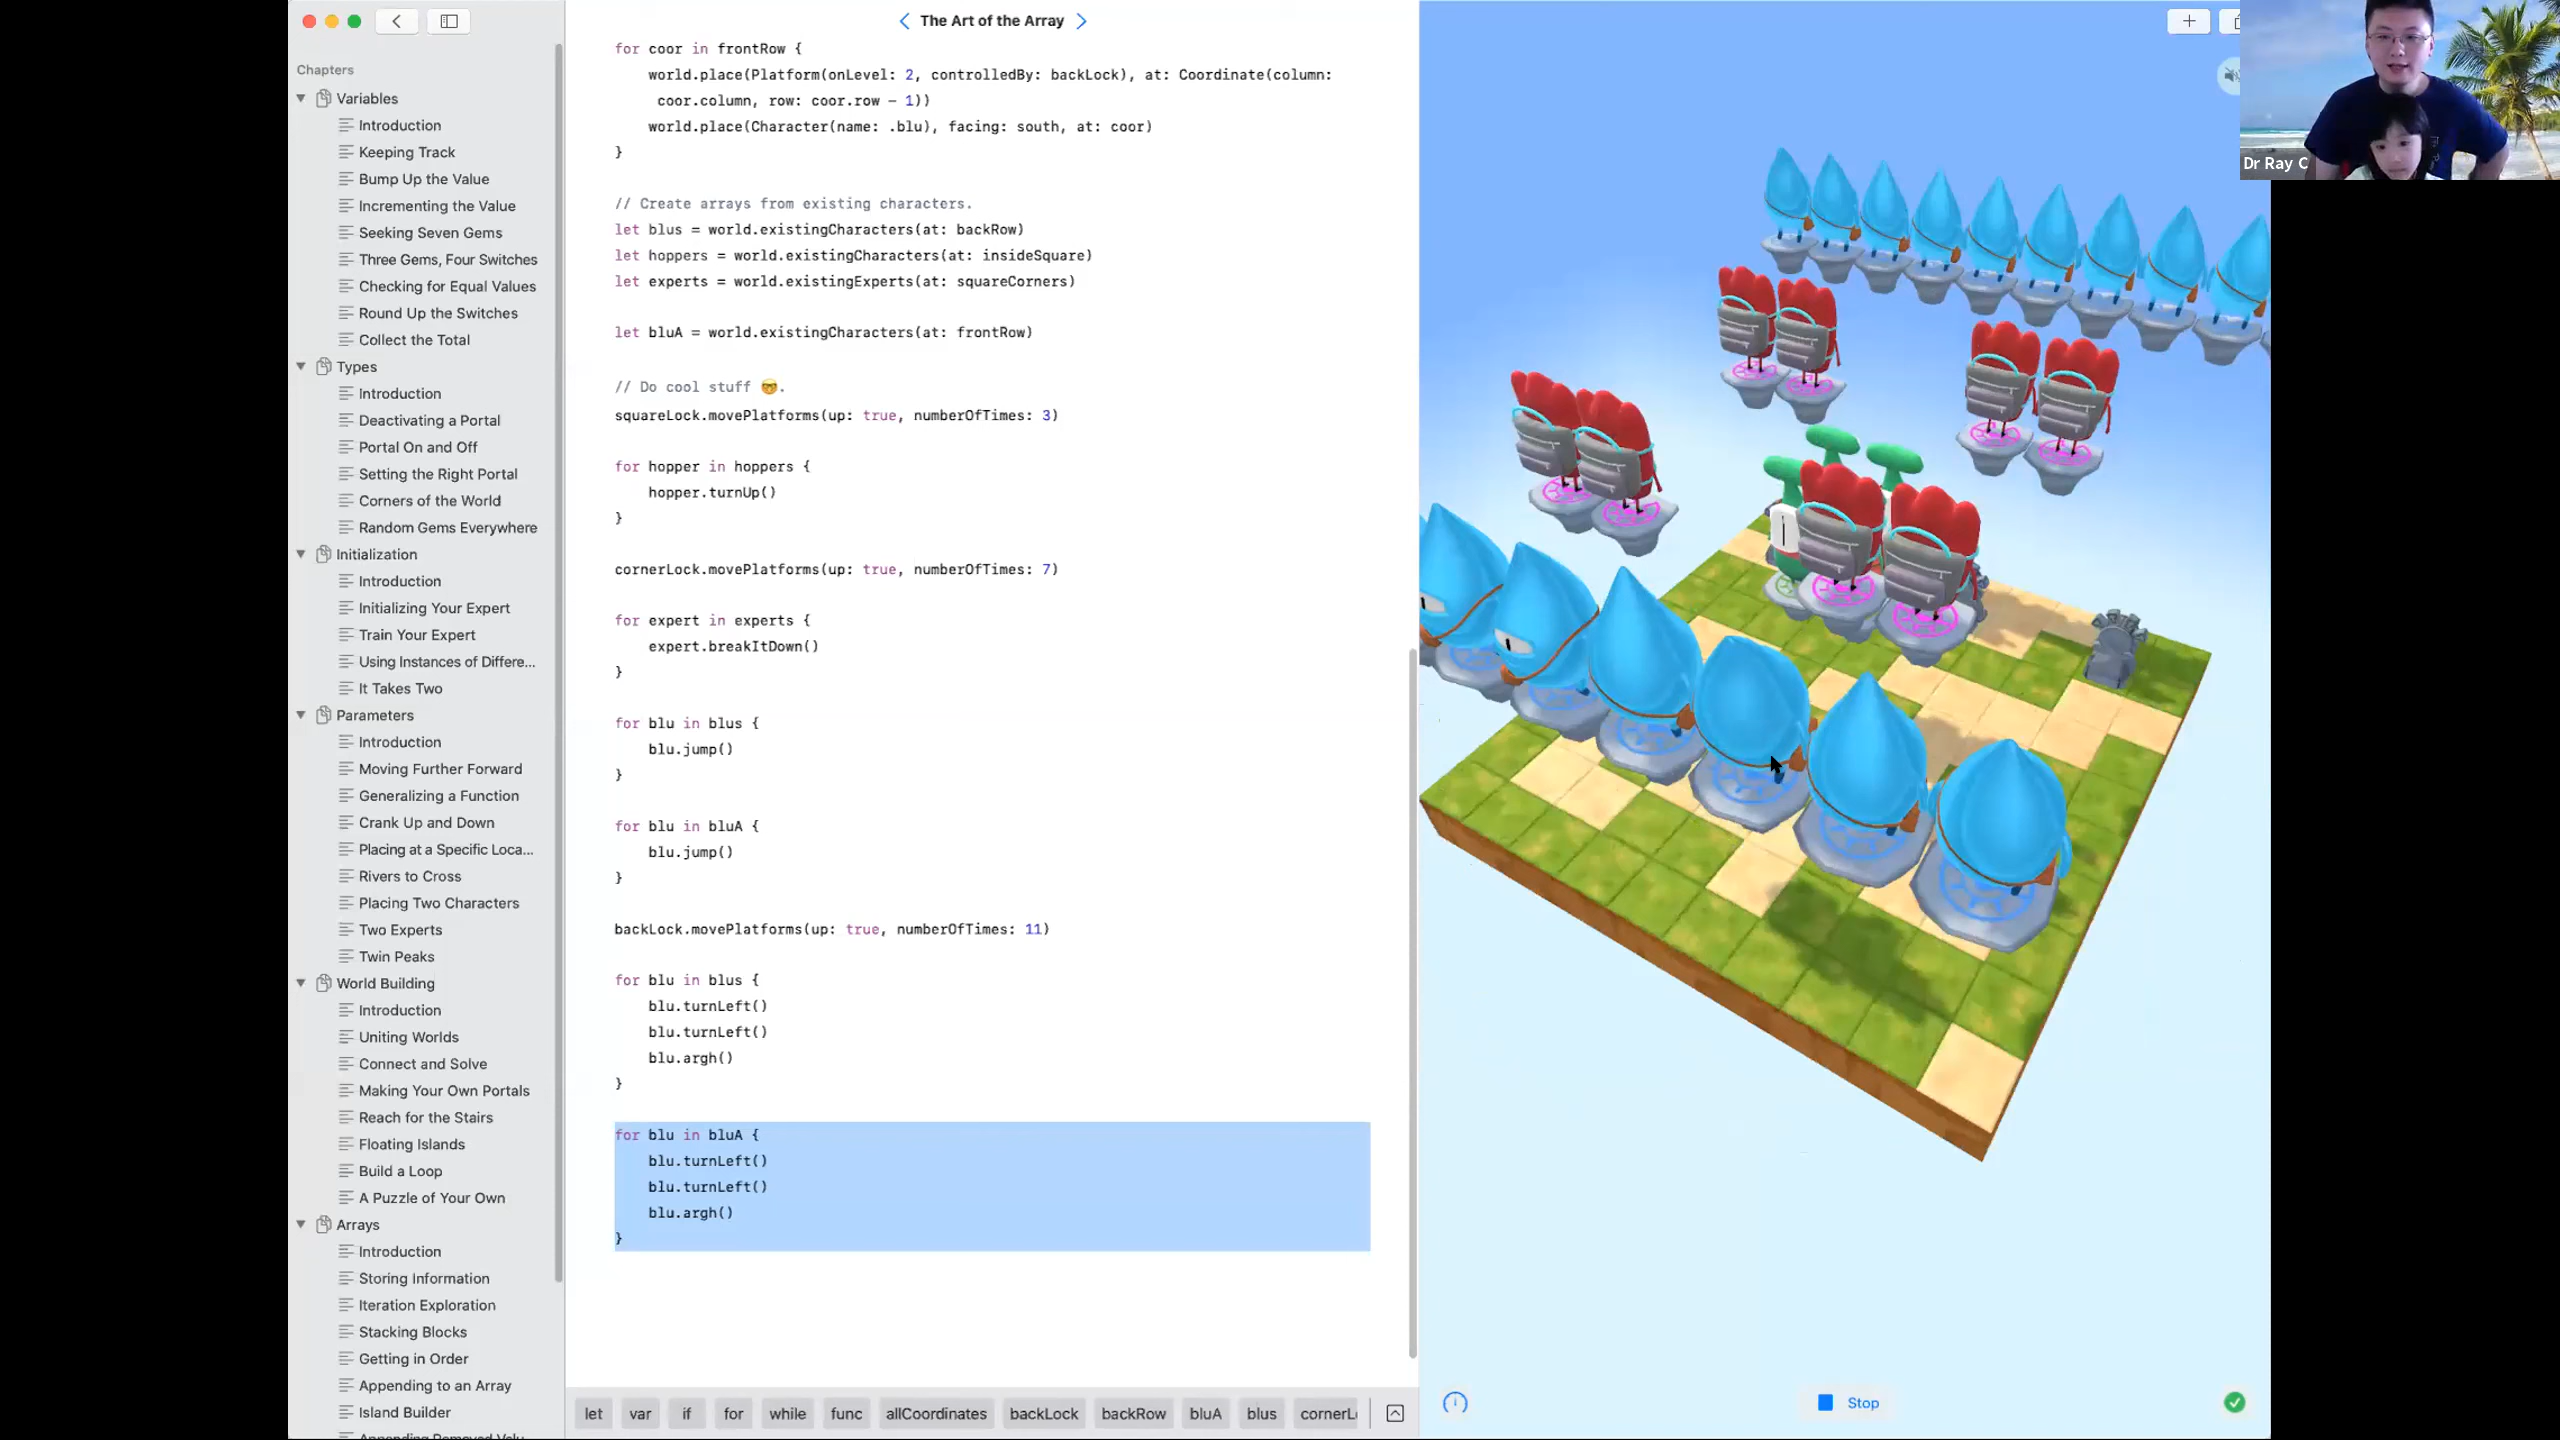 The Art of the Array
Chapters
Variables
Introduction
Keeping Track
Bump Up the Value
Incrementing the Value
Seeking Seven Gems
Three Gems, Four Switches
Checking for Equal Values
Round Up the Switches
Collect the Total
Types
Introduction
Deactivating a Portal
Portal On and Off
Setting the Right Portal
Corners of the World
Random Gems Everywhere
Initialization
Introduction
Initializing Your Expert
Train Your Expert
Using Instances of Differe...
It Takes Two
Parameters
Introduction
Moving Further Forward
Generalizing a Function
Crank Up and Down
Placing at a Specific Loca...
Rivers to Cross
Placing Two Characters
Two Experts
Twin Peaks
World Building
Introduction
Uniting Worlds
Connect and Solve
Making Your Own Portals
Reach for the Stairs
Floating Islands
Build a Loop
A Puzzle of Your Own
Arrays
Introduction
Storing Information
Iteration Exploration
Stacking Blocks
Getting in Order
Appending to an Array
Island Builder
for coor in frontRow {
world.place(Platform(onLevel: 2, controlledBy: backLock), at: Coordinate(column:
coor.column, row: coor.row - 1))
world.place(Character(name: .blu), facing: south, at: coor)
}
// Create arrays from existing characters.
let blus = world.existingCharacters(at: backRow)
let hoppers = world.existingCharacters(at: insideSquare)
let experts = world.existingExperts(at: squareCorners)
let bluA = world.existingCharacters(at: frontRow)
// Do cool stuff 🤓.
squareLock.movePlatforms(up: true, numberOfTimes: 3)
for hopper in hoppers {
hopper.turnUp()
}
cornerLock.movePlatforms(up: true, numberOfTimes: 7)
for expert in experts {
expert.breakItDown()
}
for blu in blus {
blu.jump()
}
for blu in bluA {
blu.jump()
}
backLock.movePlatforms(up: true, numberOfTimes: 11)
for blu in blus {
blu.turnLeft()
blu.turnLeft()
blu.argh()
}
for blu in bluA {
blu.turnLeft()
blu.turnLeft()
blu.argh()
}
let var if for while func allCoordinates backLock backRow bluA blus
Stop
Dr Ray C